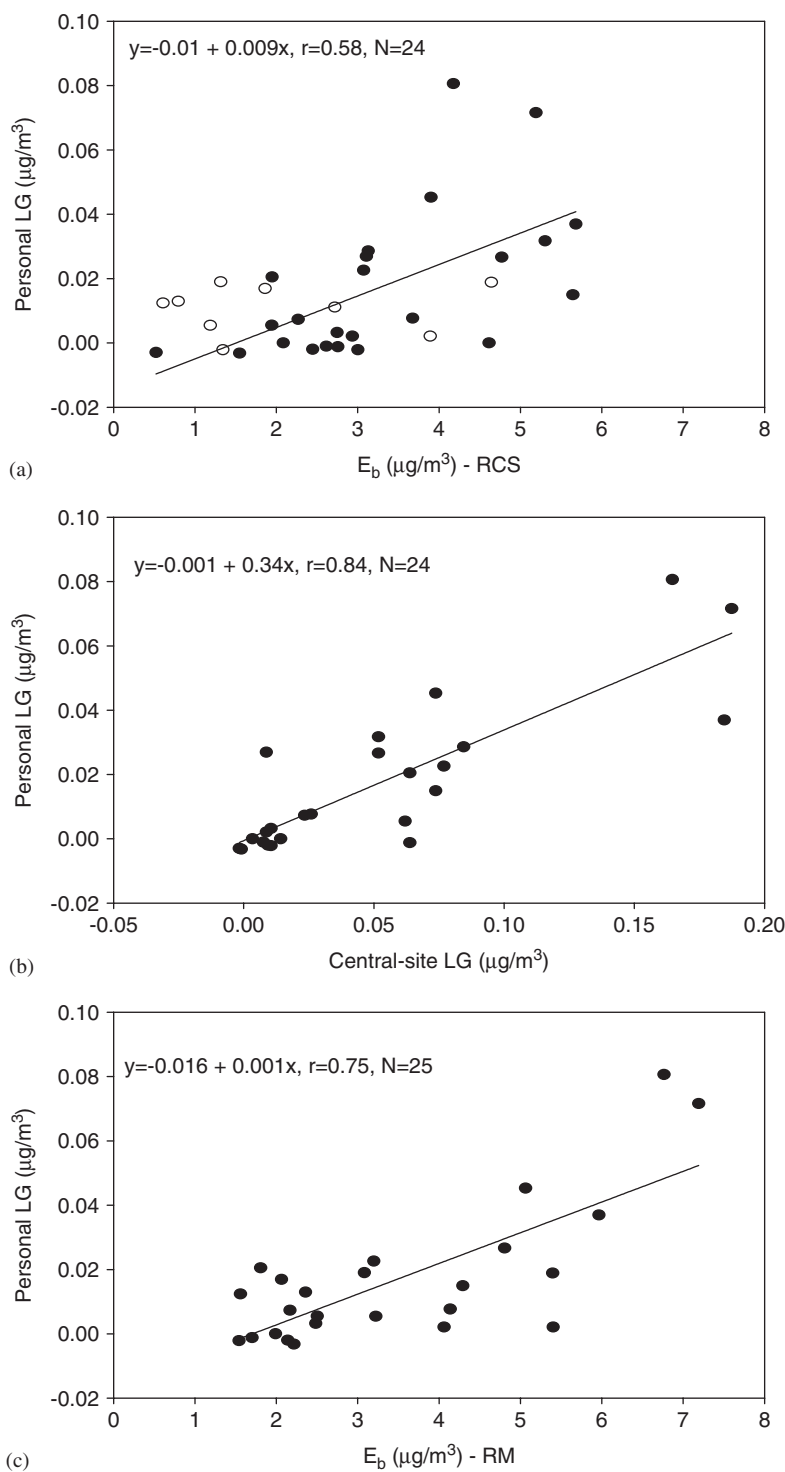 0.10
y=-0.01 + 0.009x, r=0.58, N=24
0.08
0.06
0.04
0.02
0.00
-0.02
Personal LG (μg/m³)
0 1 2 3 4 5 6 7 8
(a)
E_b (μg/m³) - RCS
0.10
y=-0.001 + 0.34x, r=0.84, N=24
0.08
0.06
0.04
0.02
0.00
-0.02
Personal LG (μg/m³)
-0.05 0.00 0.05 0.10 0.15 0.20
(b)
Central-site LG (μg/m³)
0.10
y=-0.016 + 0.001x, r=0.75, N=25
0.08
0.06
0.04
0.02
0.00
-0.02
Personal LG (μg/m³)
0 1 2 3 4 5 6 7 8
(c)
E_b (μg/m³) - RM